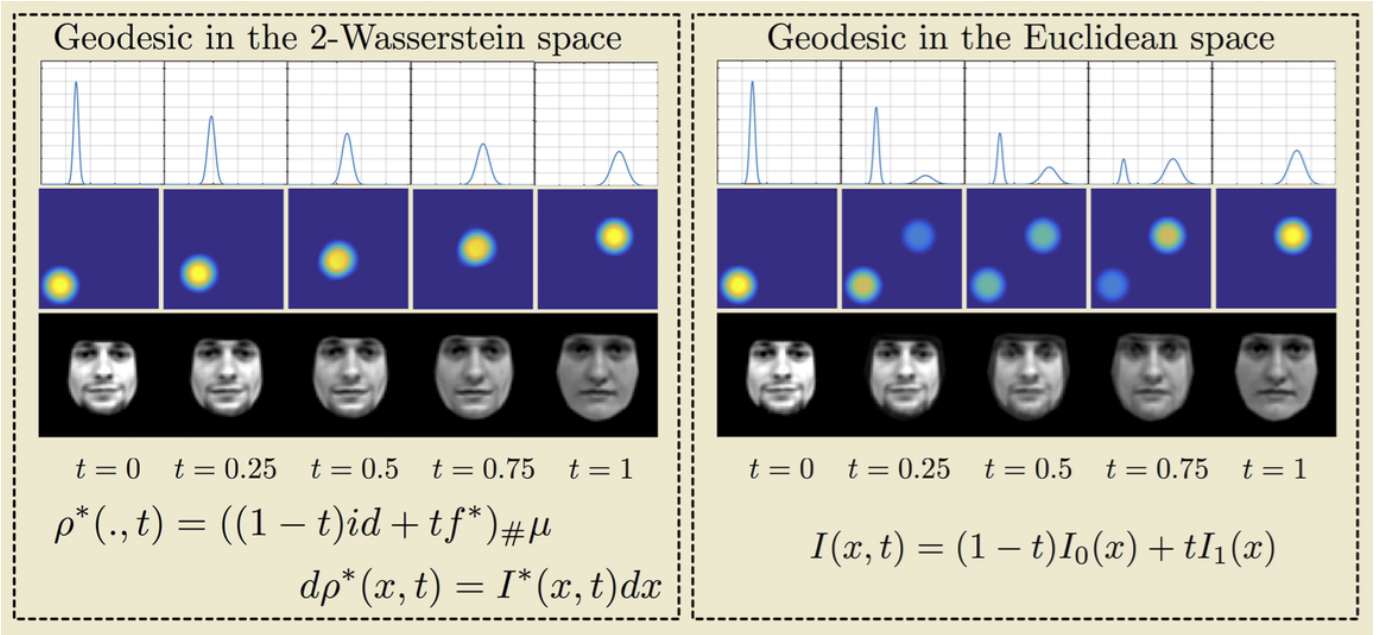 Geodesic in the 2-Wasserstein space
t = 0 t = 0.25 t = 0.5 t = 0.75 t = 1
ρ*(., t) = ((1 − t)id + tf*)#μ
dρ*(x, t) = I*(x, t)dx
Geodesic in the Euclidean space
t = 0 t = 0.25 t = 0.5 t = 0.75 t = 1
I(x, t) = (1 − t)I₀(x) + tI₁(x)